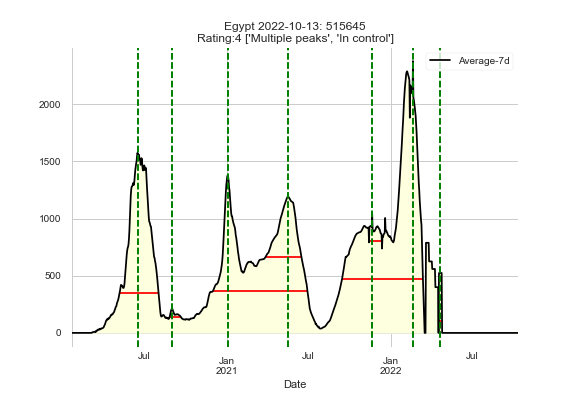 Egypt 2022-10-13: 515645
Rating:4 ['Multiple peaks', 'In control']
Average-7d
2000
1500
1000
500
0
Jul
Jan
2021
Jul
Jan
2022
Jul
Date